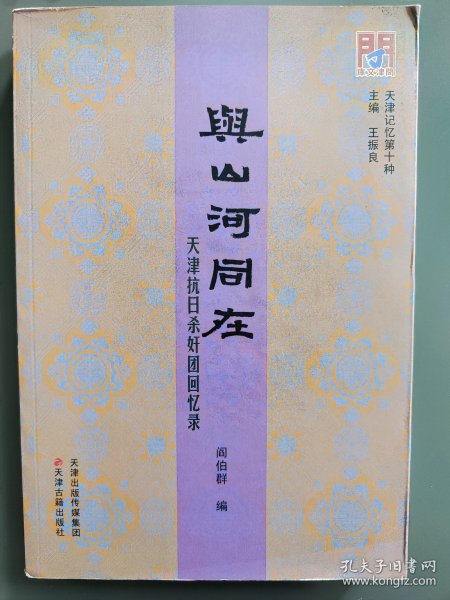 問
库文津问
天津记忆第十种
主编 王振良
與山河同在
天津抗日杀奸团回忆录
阎伯群 编
天津出版传媒集团
天津古籍出版社
孔夫子旧书网
www.kongfz.com